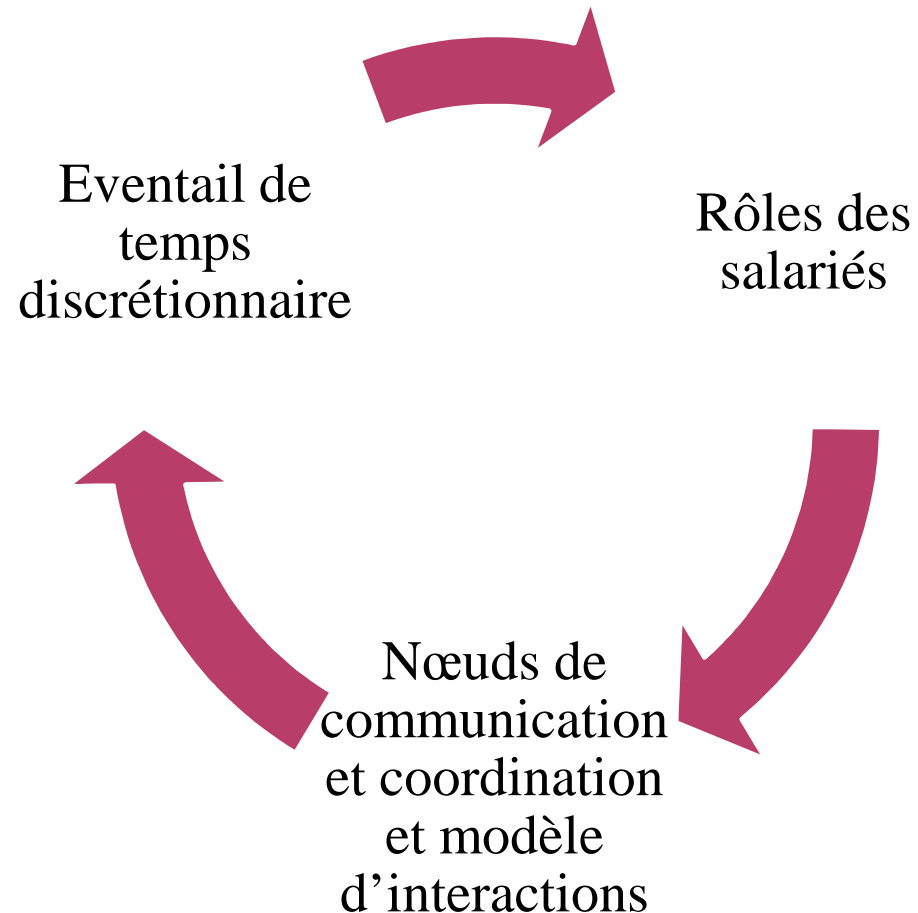 Eventail de
temps
discrétionnaire
Rôles des
salariés
Nœuds de
communication
et coordination
et modèle
d’interactions